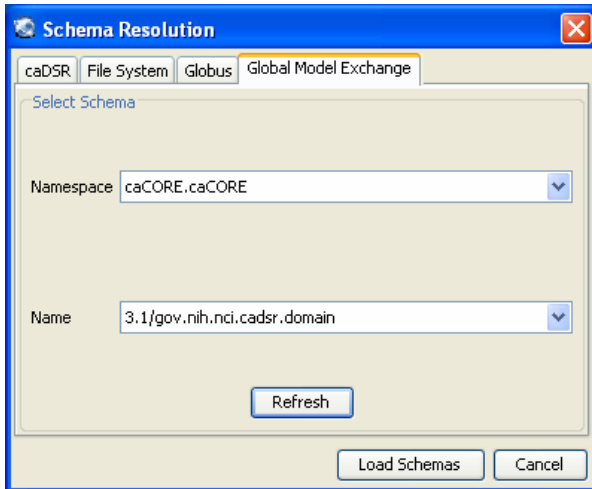 Schema Resolution
caDSR File System Globus Global Model Exchange
Select Schema
Namespace caCORE.caCORE
Name 3.1/gov.nih.nci.cadsr.domain
Refresh
Load Schemas Cancel